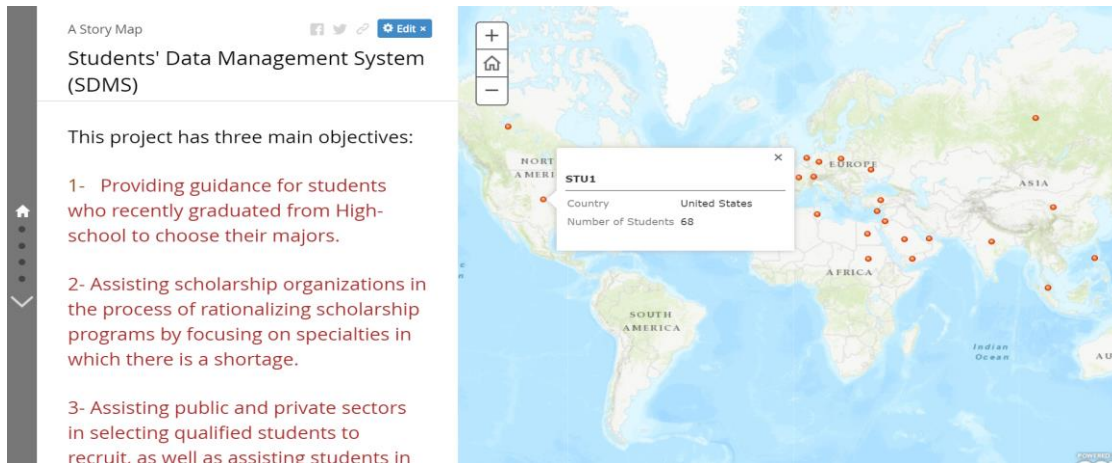 A Story Map
Edit ×
Students' Data Management System
(SDMS)
This project has three main objectives:
1- Providing guidance for students
who recently graduated from High-
school to choose their majors.
2- Assisting scholarship organizations in
the process of rationalizing scholarship
programs by focusing on specialties in
which there is a shortage.
3- Assisting public and private sectors
in selecting qualified students to
recruit, as well as assisting students in
+
−
NORT
AMERI
EUROPE
ASIA
STU1
×
Country United States
Number of Students 68
AFRICA
SOUTH
AMERICA
Indian
Ocean
AU